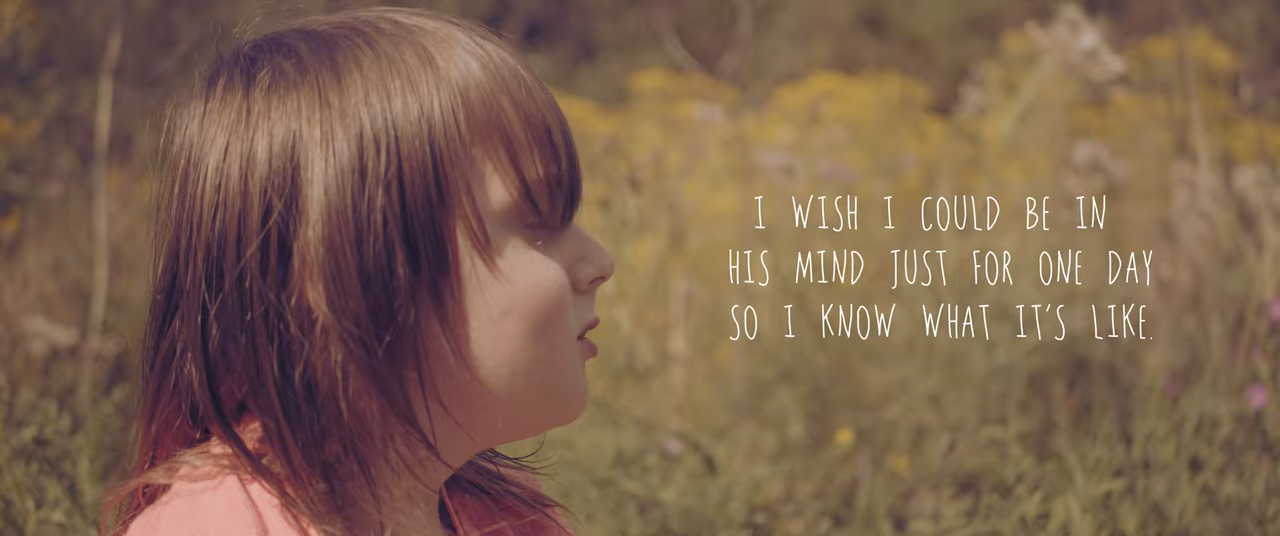 I WISH I COULD BE IN
HIS MIND JUST FOR ONE DAY
SO I KNOW WHAT IT'S LIKE.